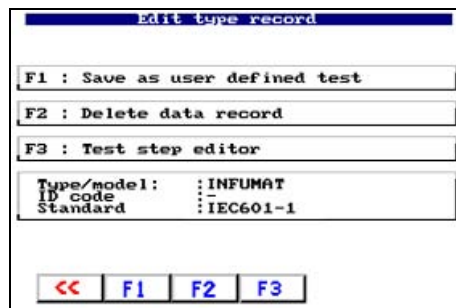 Edit type record
F1 : Save as user defined test
F2 : Delete data record
F3 : Test step editor
Type/model: :INFUMAT
ID code :-
Standard :IEC601-1
<< F1 F2 F3